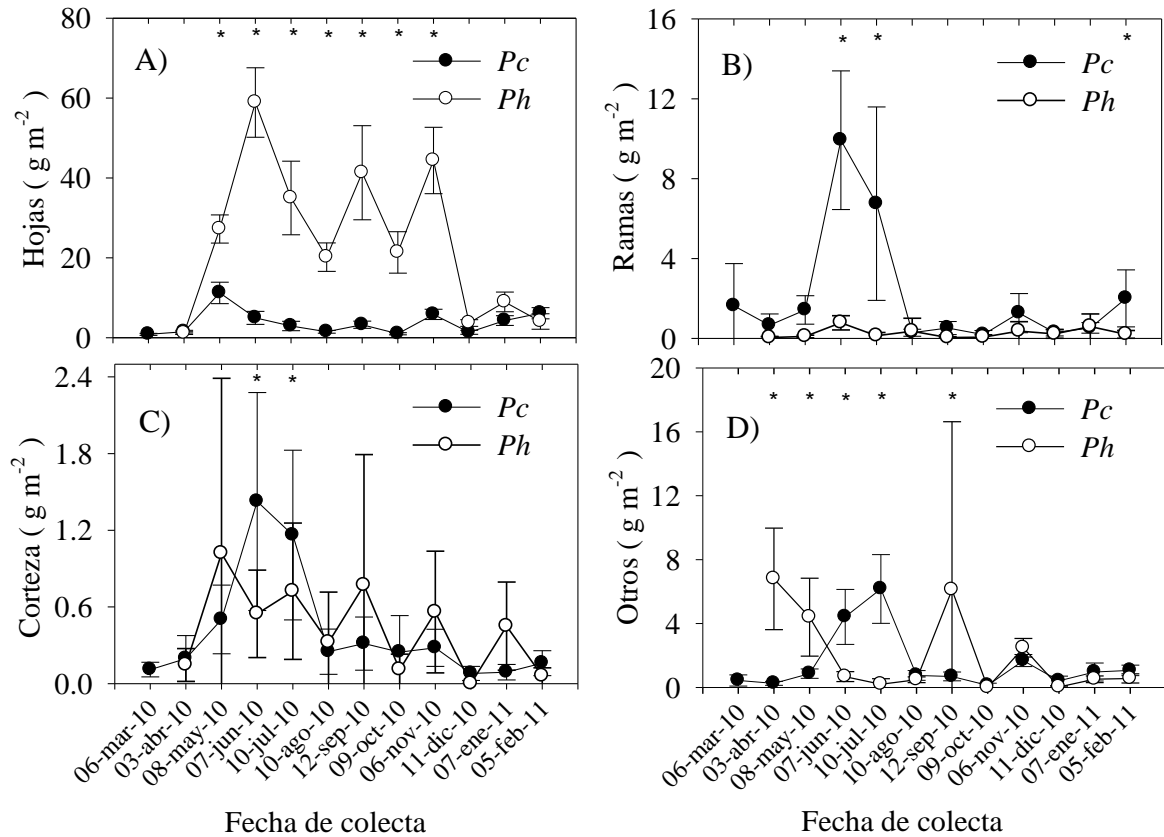 80
60
40
20
0
Hojas ( g m-2 )
* * * * * * *
A)
Pc
Ph
16
12
8
4
0
Ramas ( g m-2 )
* * *
B)
Pc
Ph
2.4
1.8
1.2
0.6
0.0
Corteza ( g m-2 )
* *
C)
Pc
Ph
06-mar-10
03-abr-10
08-may-10
07-jun-10
10-jul-10
10-ago-10
12-sep-10
09-oct-10
06-nov-10
11-dic-10
07-ene-11
05-feb-11
Fecha de colecta
20
16
12
8
4
0
Otros ( g m-2 )
* * * * *
D)
Pc
Ph
06-mar-10
03-abr-10
08-may-10
07-jun-10
10-jul-10
10-ago-10
12-sep-10
09-oct-10
06-nov-10
11-dic-10
07-ene-11
05-feb-11
Fecha de colecta